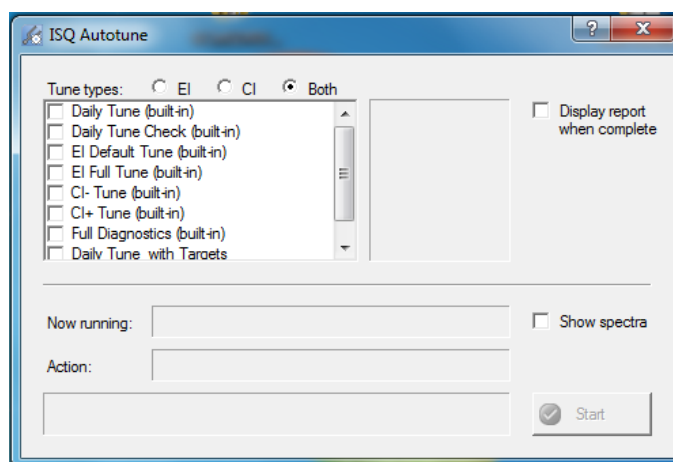 ISQ Autotune
Tune types: EI CI Both
Daily Tune (built-in)
Daily Tune Check (built-in)
EI Default Tune (built-in)
EI Full Tune (built-in)
CI- Tune (built-in)
CI+ Tune (built-in)
Full Diagnostics (built-in)
Daily Tune with Targets
Display report
when complete
Now running:
Show spectra
Action:
Start